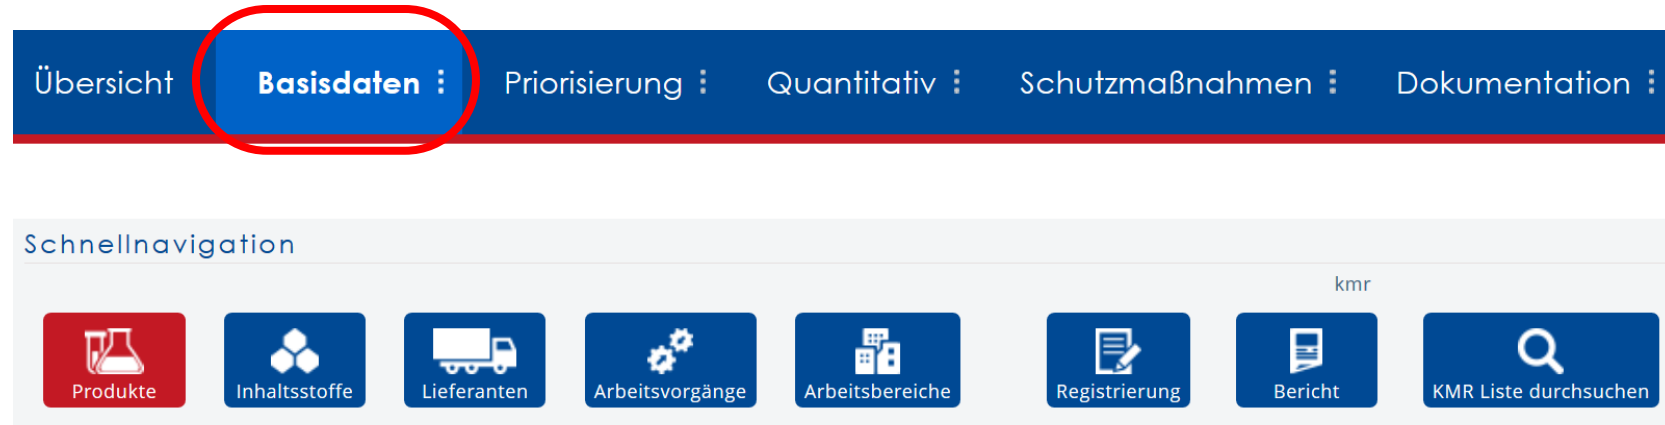 Übersicht Basisdaten Priorisierung Quantitativ Schutzmaßnahmen Dokumentation
Schnellnavigation
kmr
Produkte Inhaltsstoffe Lieferanten Arbeitsvorgänge Arbeitsbereiche Registrierung Bericht KMR Liste durchsuchen